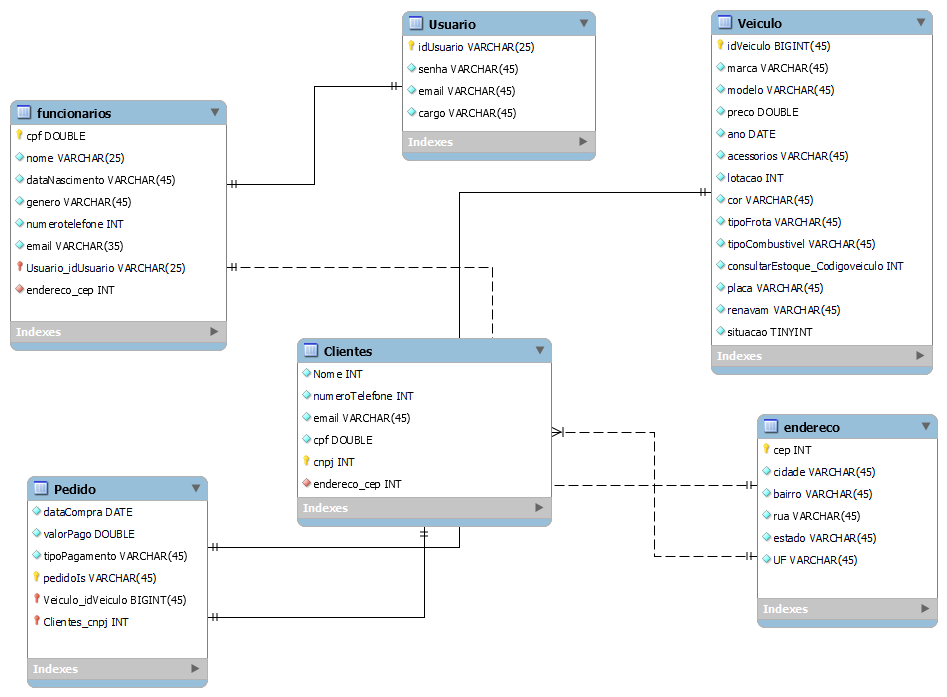 Usuario
idUsuario VARCHAR(25)
senha VARCHAR(45)
email VARCHAR(45)
cargo VARCHAR(45)
Indexes
Veiculo
idVeiculo BIGINT(45)
marca VARCHAR(45)
modelo VARCHAR(45)
preco DOUBLE
ano DATE
acessorios VARCHAR(45)
lotacao INT
cor VARCHAR(45)
tipoFrota VARCHAR(45)
tipoCombustivel VARCHAR(45)
consultarEstoque_Codigoveiculo INT
placa VARCHAR(45)
renavam VARCHAR(45)
situacao TINYINT
Indexes
funcionarios
cpf DOUBLE
nome VARCHAR(25)
dataNascimento VARCHAR(45)
genero VARCHAR(45)
numerotelefone INT
email VARCHAR(35)
Usuario_idUsuario VARCHAR(25)
endereco_cep INT
Indexes
Clientes
Nome INT
numeroTelefone INT
email VARCHAR(45)
cpf DOUBLE
cnpj INT
endereco_cep INT
Indexes
endereco
cep INT
cidade VARCHAR(45)
bairro VARCHAR(45)
rua VARCHAR(45)
estado VARCHAR(45)
UF VARCHAR(45)
Indexes
Pedido
dataCompra DATE
valorPago DOUBLE
tipoPagamento VARCHAR(45)
pedidoIs VARCHAR(45)
Veiculo_idVeiculo BIGINT(45)
Clientes_cnpj INT
Indexes